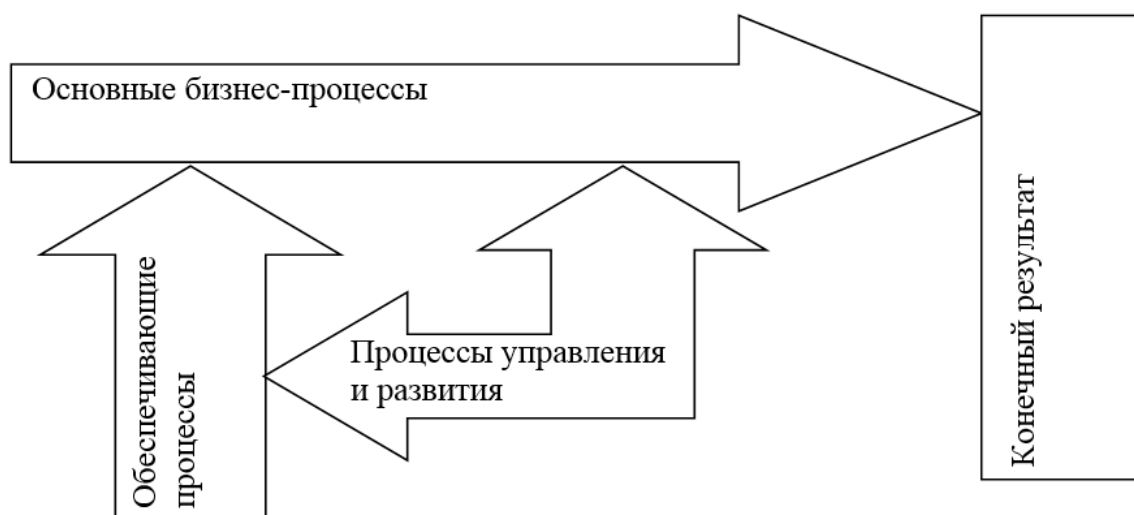 Основные бизнес-процессы
Обеспечивающие
процессы
Процессы управления
и развития
Конечный результат